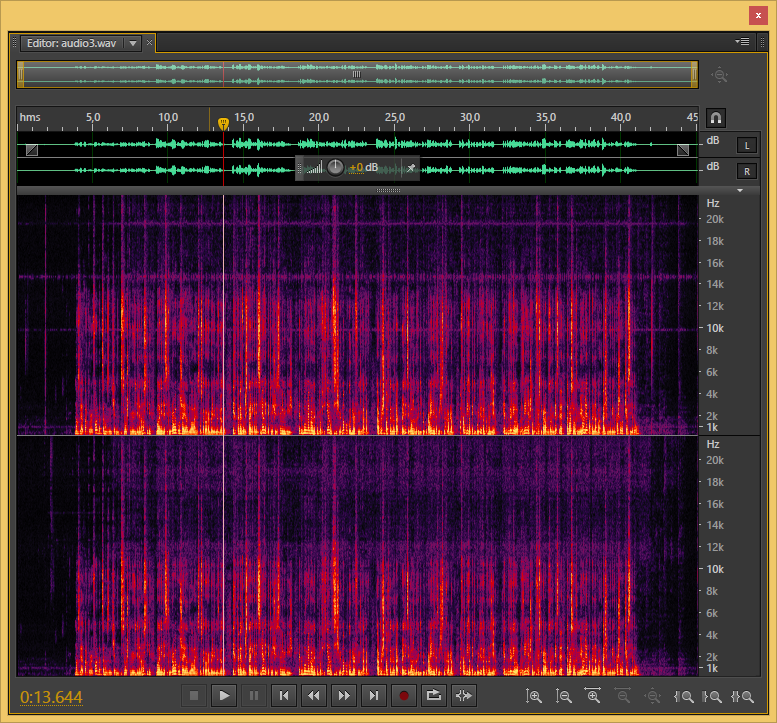 x
Editor: audio3.wav
hms 5,0 10,0 15,0 20,0 25,0 30,0 35,0 40,0 45
dB L
+0 dB
dB R
Hz
20k
18k
16k
14k
12k
10k
8k
6k
4k
2k
1k
Hz
20k
18k
16k
14k
12k
10k
8k
6k
4k
2k
1k
0:13.644